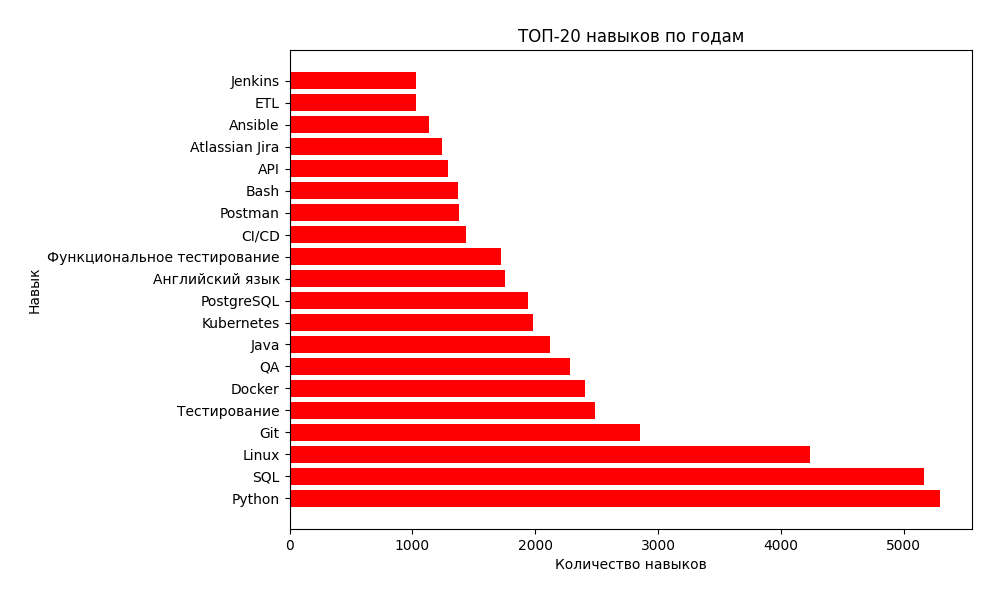 ТОП-20 навыков по годам
Jenkins
ETL
Ansible
Atlassian Jira
API
Bash
Postman
CI/CD
Функциональное тестирование
Английский язык
PostgreSQL
Kubernetes
Java
QA
Docker
Тестирование
Git
Linux
SQL
Python
Навык
0 1000 2000 3000 4000 5000
Количество навыков